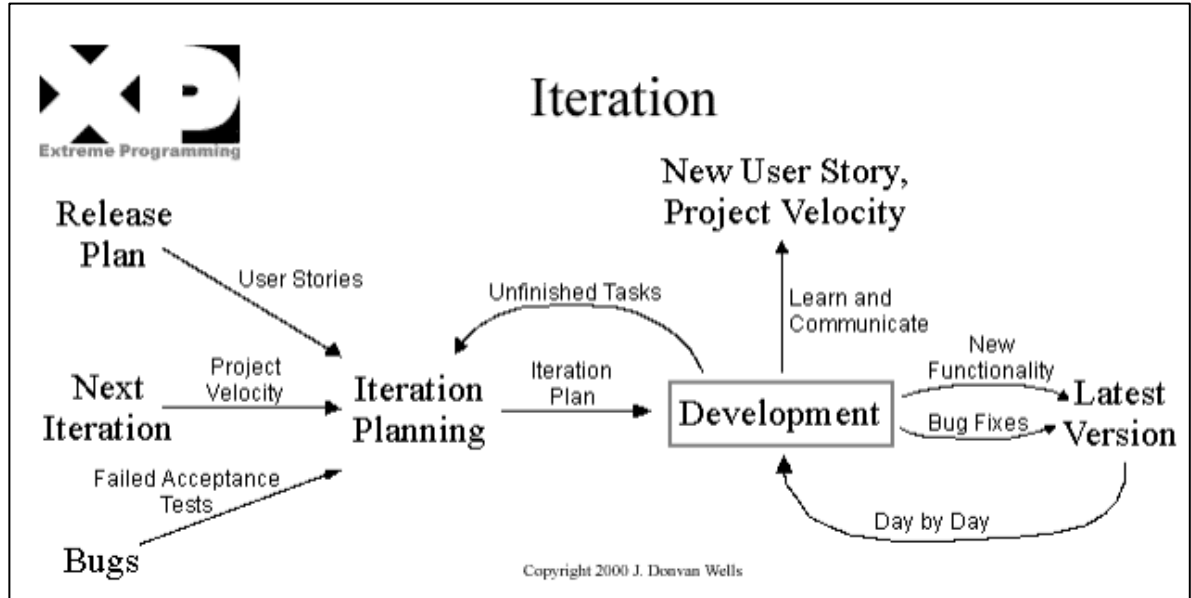 XP
Extreme Programming
Iteration
New User Story,
Project Velocity
Release
Plan
User Stories
Unfinished Tasks
Learn and
Communicate
New
Functionality
Project
Velocity
Iteration
Plan
Next
Iteration
Iteration
Planning
Development
Latest
Version
Bug Fixes
Failed Acceptance
Tests
Day by Day
Bugs
Copyright 2000 J. Donvan Wells